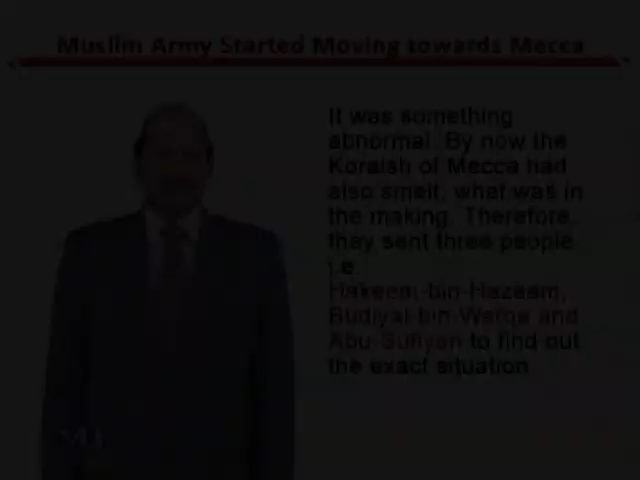 Muslim Army Started Moving towards Mecca
It was something
abnormal. By now the
Koraish of Mecca had
also smelt, what was in
the making. Therefore,
they sent three people
i.e.
Hakeem-bin-Hazaam,
Budiyal bin-Warqa and
Abu-Sufiyan to find out
the exact situation